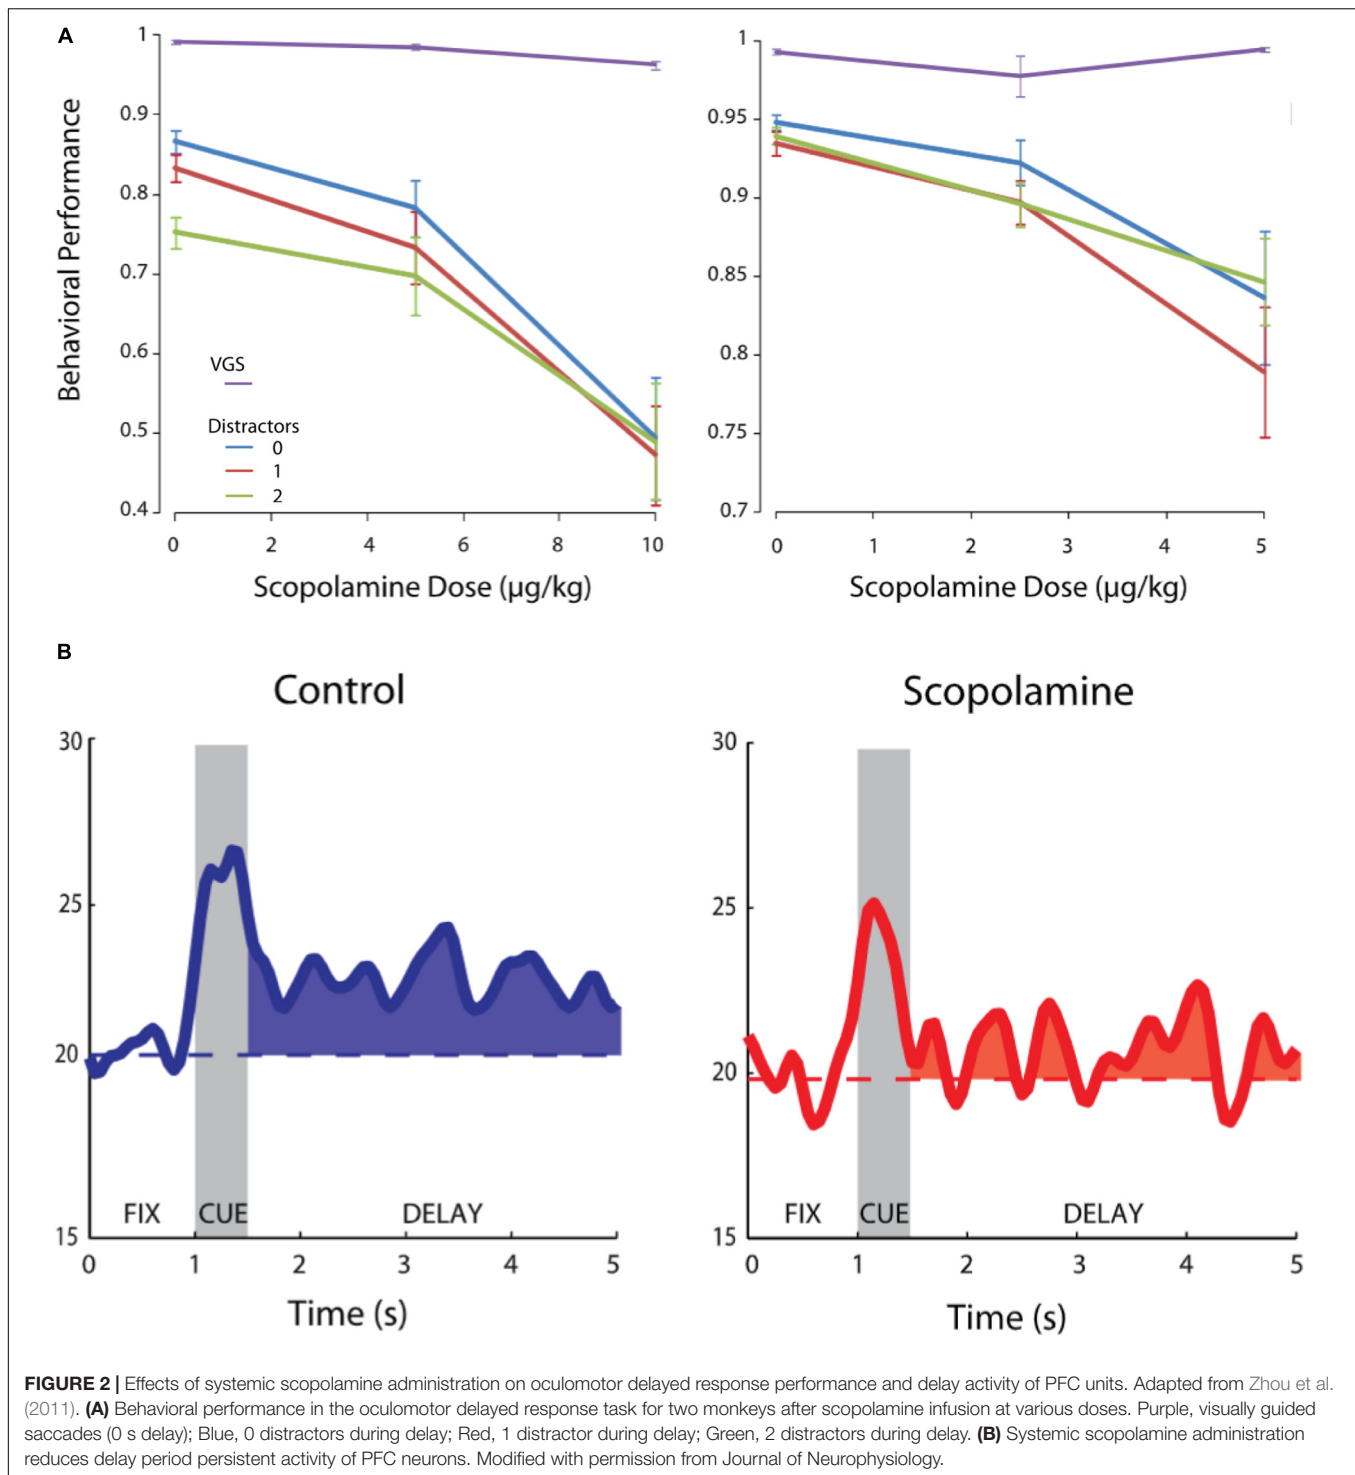 A
1
0.9
0.8
0.7
0.6
0.5
0.4
Behavioral Performance
VGS
Distractors
0
1
2
0 2 4 6 8 10
Scopolamine Dose (µg/kg)
1
0.95
0.9
0.85
0.8
0.75
0.7
0 1 2 3 4 5
Scopolamine Dose (µg/kg)
B
Control
30
25
20
15
FIX CUE DELAY
0 1 2 3 4 5
Time (s)
Scopolamine
30
25
20
15
FIX CUE DELAY
0 1 2 3 4 5
Time (s)
FIGURE 2 | Effects of systemic scopolamine administration on oculomotor delayed response performance and delay activity of PFC units. Adapted from Zhou et al.
(2011). (A) Behavioral performance in the oculomotor delayed response task for two monkeys after scopolamine infusion at various doses. Purple, visually guided
saccades (0 s delay); Blue, 0 distractors during delay; Red, 1 distractor during delay; Green, 2 distractors during delay. (B) Systemic scopolamine administration
reduces delay period persistent activity of PFC neurons. Modified with permission from Journal of Neurophysiology.